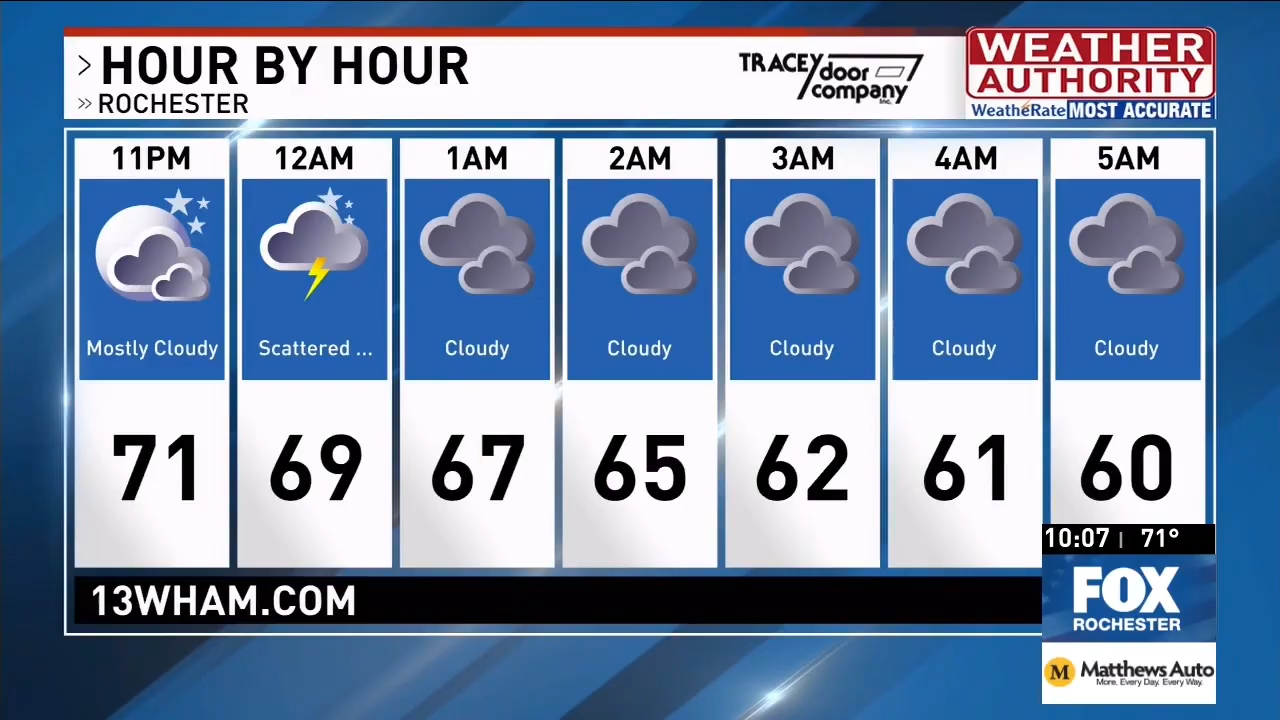 > HOUR BY HOUR
» ROCHESTER
TRACEY
door
company
Inc.
WEATHER
AUTHORITY
WeatheRate MOST ACCURATE
11PM 12AM 1AM 2AM 3AM 4AM 5AM
Mostly Cloudy Scattered ... Cloudy Cloudy Cloudy Cloudy Cloudy
71 69 67 65 62 61 60
10:07 | 71°
13WHAM.COM
FOX
ROCHESTER
M Matthews Auto
More. Every Day. Every Way.